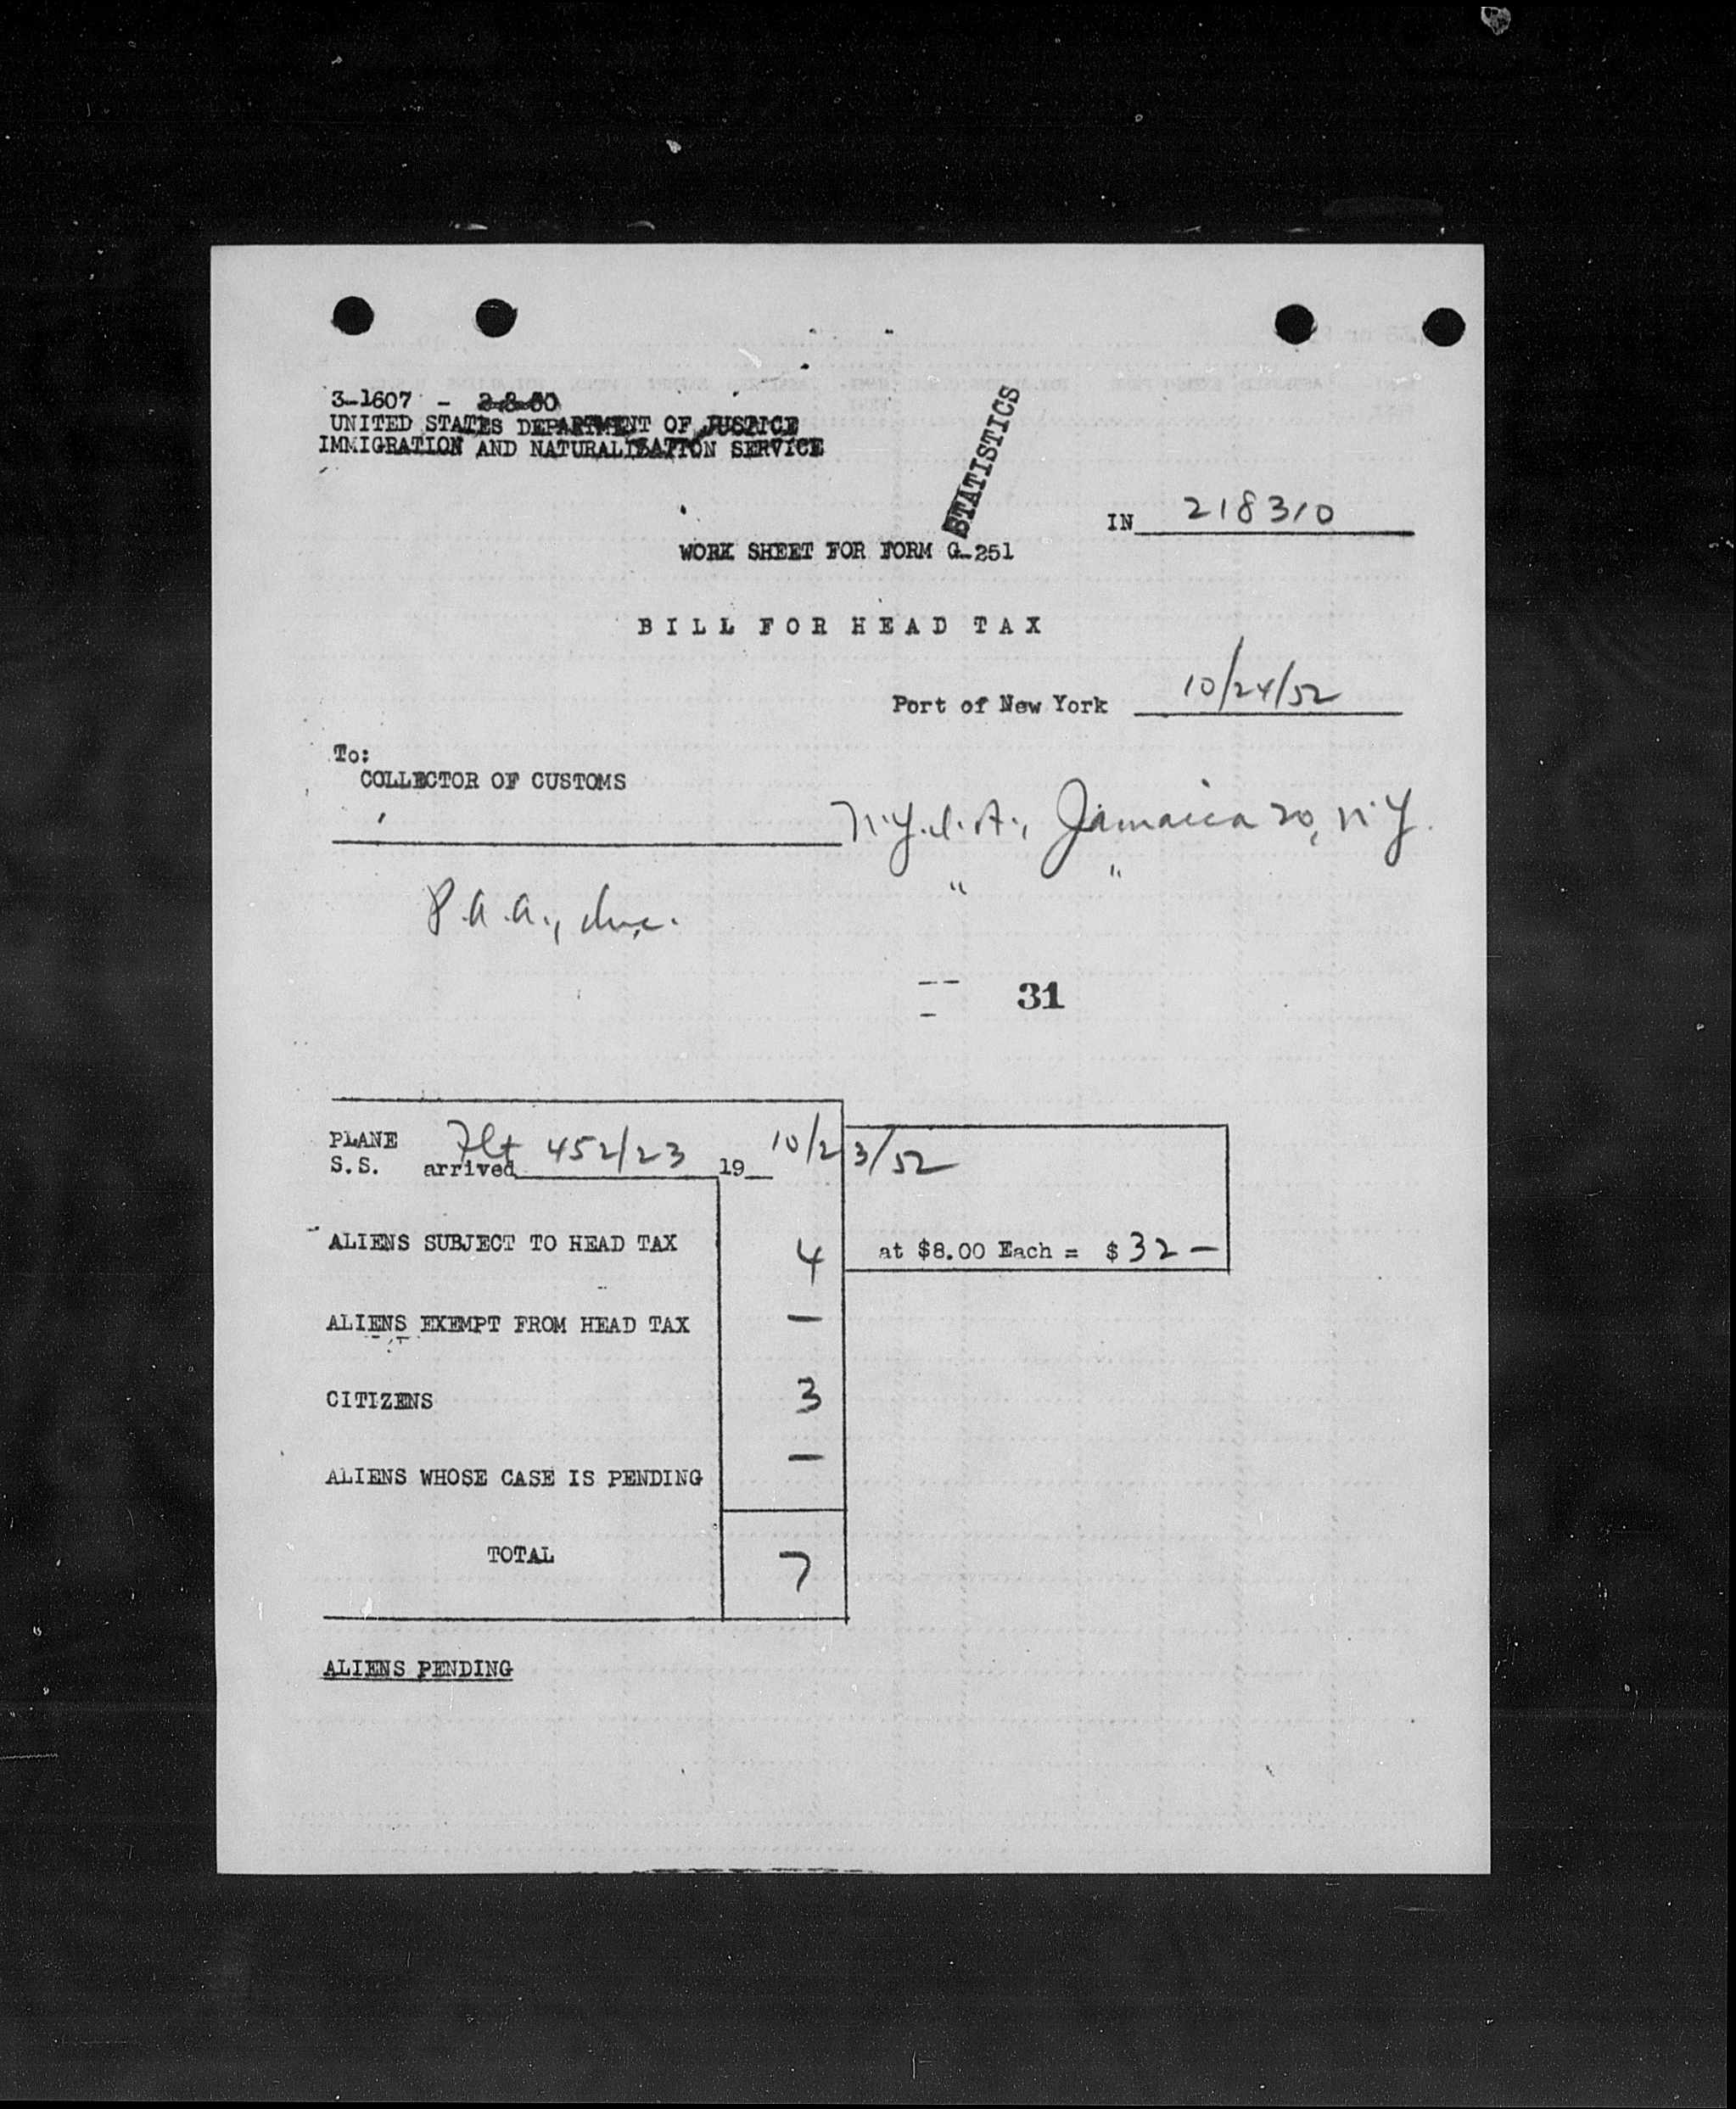 3-1607 - 2-8-50
UNITED STATES DEPARTMENT OF JUSTICE
IMMIGRATION AND NATURALIZATION SERVICE
STATISTICS
IN 218310
WORK SHEET FOR FORM G-251
BILL FOR HEAD TAX
Port of New York 10/24/52
To:
COLLECTOR OF CUSTOMS
N.Y.I.A., Jamaica 20, N.Y.
" "
P.A.A., Inc.
31
PLANE
S.S. arrived Flt 452/23 19 10/23/52
ALIENS SUBJECT TO HEAD TAX 4 at $8.00 Each = $ 32 —
ALIENS EXEMPT FROM HEAD TAX —
CITIZENS 3
ALIENS WHOSE CASE IS PENDING —
TOTAL 7
ALIENS PENDING